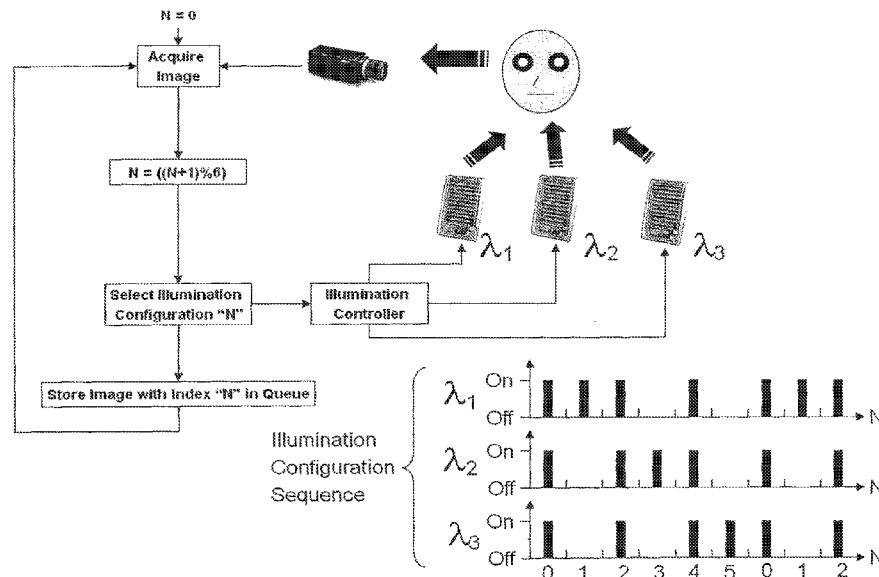 N = 0
Acquire
Image
N = ((N+1)%6)
Select Illumination
Configuration "N"
Illumination
Controller
Store Image with Index "N" in Queue
λ1
λ2
λ3
Illumination
Configuration
Sequence
λ1
On
Off
N
λ2
On
Off
N
λ3
On
Off
N
0 1 2 3 4 5 0 1 2